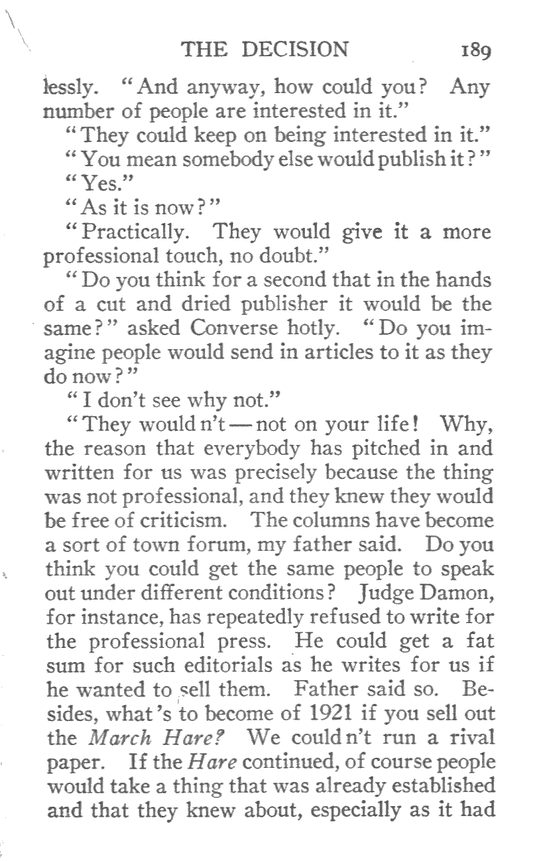 THE DECISION 189
lessly. “And anyway, how could you? Any
number of people are interested in it.”
“They could keep on being interested in it.”
“You mean somebody else would publish it?”
“Yes.”
“As it is now?”
“Practically. They would give it a more
professional touch, no doubt.”
“Do you think for a second that in the hands
of a cut and dried publisher it would be the
same?” asked Converse hotly. “Do you im-
agine people would send in articles to it as they
do now?”
“I don’t see why not.”
“They would n’t — not on your life! Why,
the reason that everybody has pitched in and
written for us was precisely because the thing
was not professional, and they knew they would
be free of criticism. The columns have become
a sort of town forum, my father said. Do you
think you could get the same people to speak
out under different conditions? Judge Damon,
for instance, has repeatedly refused to write for
the professional press. He could get a fat
sum for such editorials as he writes for us if
he wanted to sell them. Father said so. Be-
sides, what ’s to become of 1921 if you sell out
the March Hare? We could n’t run a rival
paper. If the Hare continued, of course people
would take a thing that was already established
and that they knew about, especially as it had